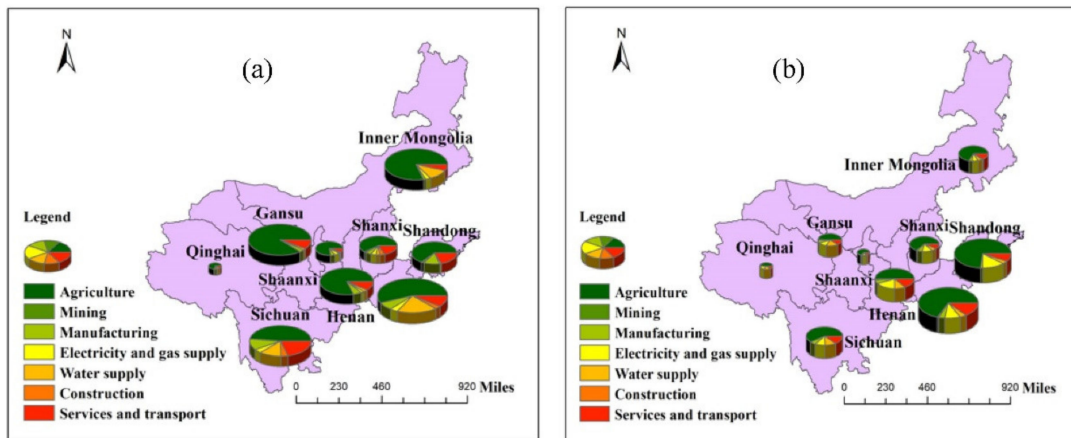 N
(a)
Inner Mongolia
Gansu
Shanxi
Shandong
Qinghai
Shaanxi
Sichuan
Henan
Legend
Agriculture
Mining
Manufacturing
Electricity and gas supply
Water supply
Construction
Services and transport
0 230 460 920 Miles
N
(b)
Inner Mongolia
Gansu
Shanxi
Shandong
Qinghai
Shaanxi
Henan
Sichuan
Legend
Agriculture
Mining
Manufacturing
Electricity and gas supply
Water supply
Construction
Services and transport
0 230 460 920 Miles